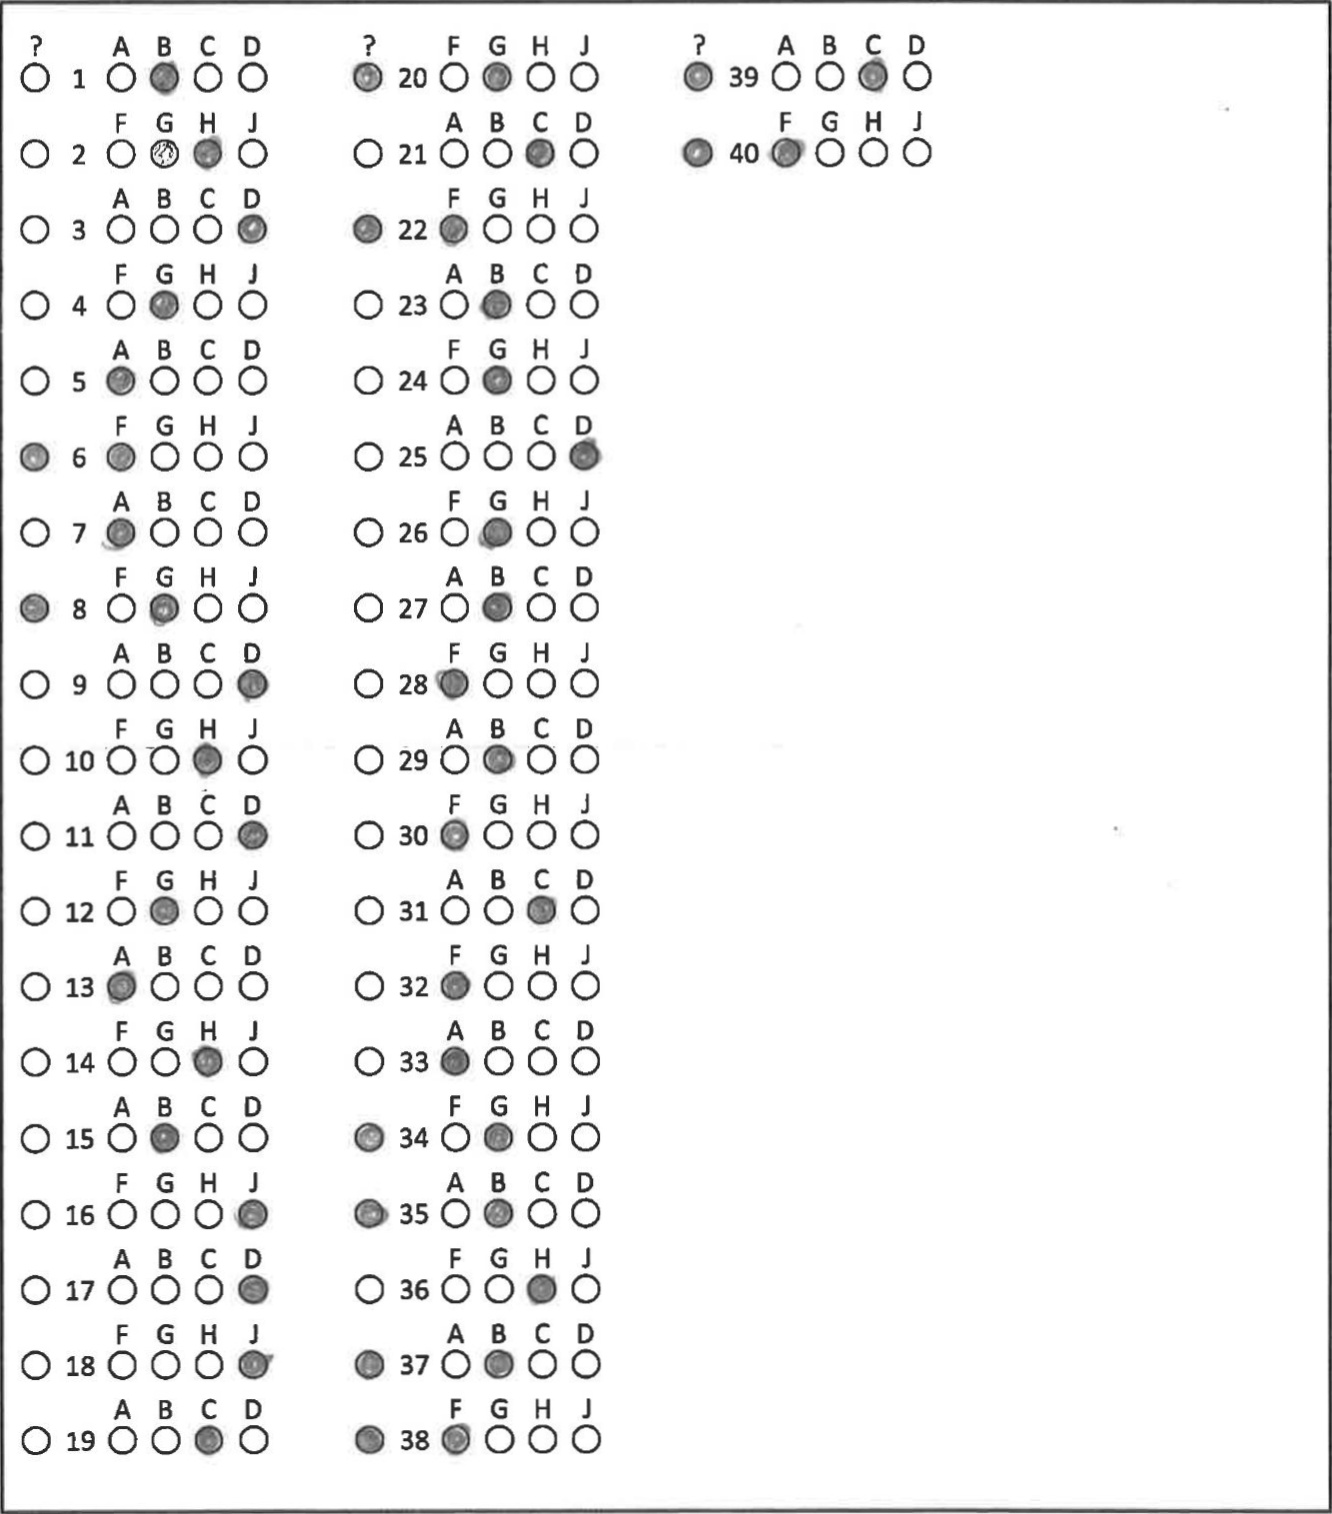 ? A B C D
1
F G H J
2
A B C D
3
F G H J
4
A B C D
5
F G H J
6
A B C D
7
F G H J
8
A B C D
9
F G H J
10
A B C D
11
F G H J
12
A B C D
13
F G H J
14
A B C D
15
F G H J
16
A B C D
17
F G H J
18
A B C D
19
? F G H J
20
A B C D
21
F G H J
22
A B C D
23
F G H J
24
A B C D
25
F G H J
26
A B C D
27
F G H J
28
A B C D
29
F G H J
30
A B C D
31
F G H J
32
A B C D
33
F G H J
34
A B C D
35
F G H J
36
A B C D
37
F G H J
38
? A B C D
39
F G H J
40